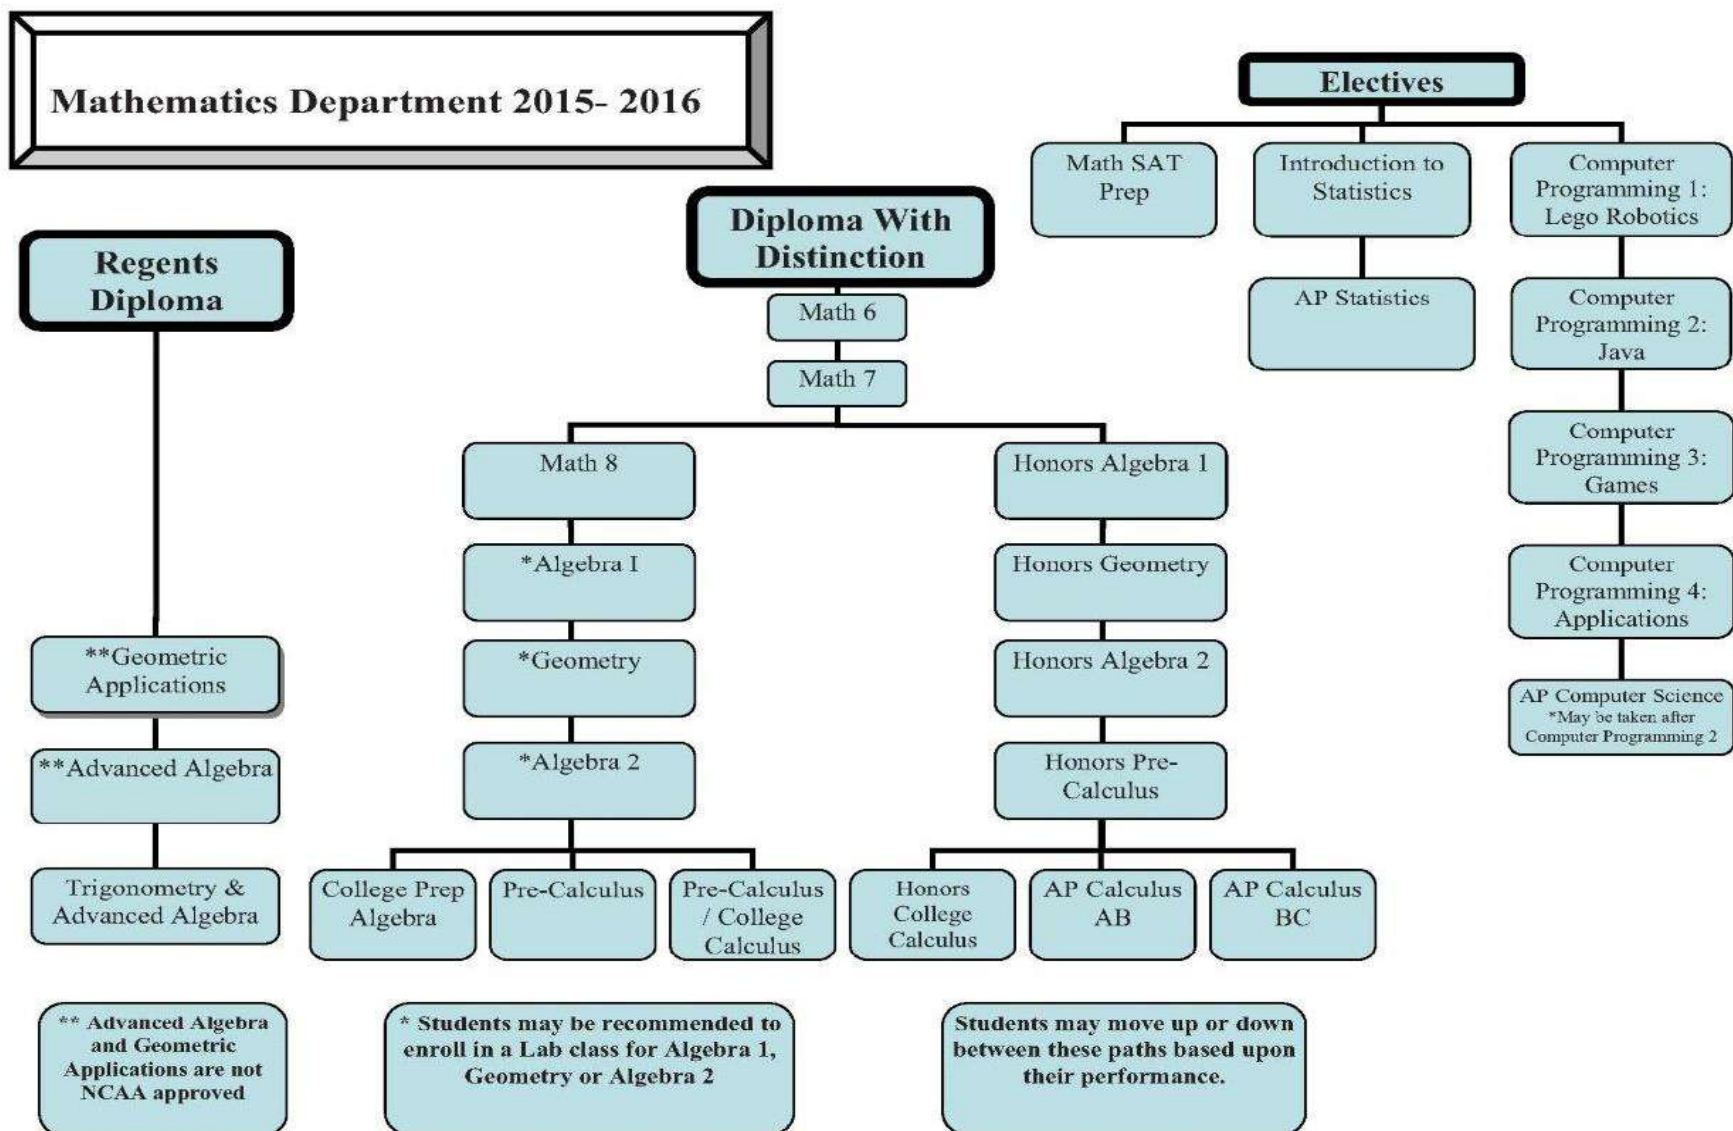 Mathematics Department 2015- 2016
Electives
Math SAT
Prep
Introduction to
Statistics
AP Statistics
Computer
Programming 1:
Lego Robotics
Computer
Programming 2:
Java
Computer
Programming 3:
Games
Computer
Programming 4:
Applications
AP Computer Science
*May be taken after
Computer Programming 2
Regents
Diploma
**Geometric
Applications
**Advanced Algebra
Trigonometry &
Advanced Algebra
Diploma With
Distinction
Math 6
Math 7
Math 8
*Algebra I
*Geometry
*Algebra 2
College Prep
Algebra
Pre-Calculus
Pre-Calculus
/ College
Calculus
Honors Algebra 1
Honors Geometry
Honors Algebra 2
Honors Pre-
Calculus
Honors
College
Calculus
AP Calculus
AB
AP Calculus
BC
** Advanced Algebra
and Geometric
Applications are not
NCAA approved
* Students may be recommended to
enroll in a Lab class for Algebra 1,
Geometry or Algebra 2
Students may move up or down
between these paths based upon
their performance.